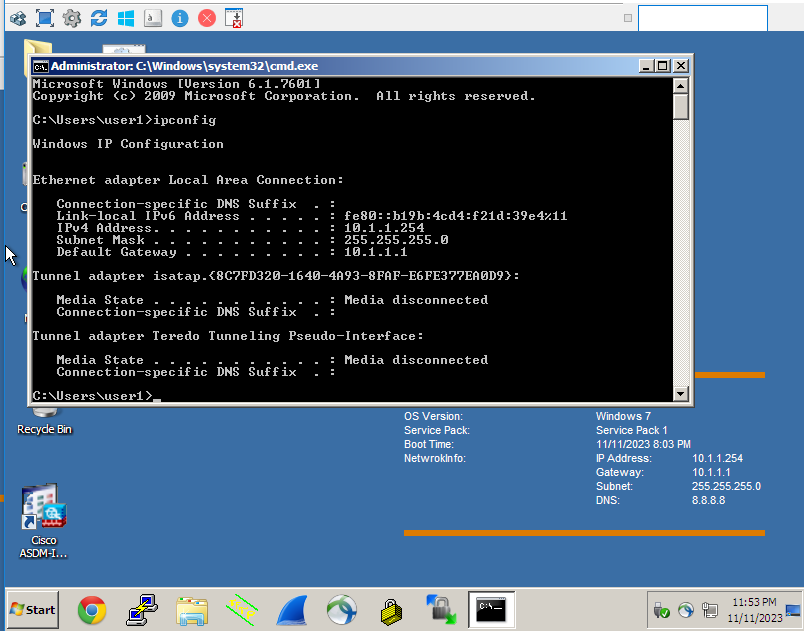 Administrator: C:\Windows\system32\cmd.exe
Microsoft Windows [Version 6.1.7601]
Copyright (c) 2009 Microsoft Corporation.  All rights reserved.
C:\Users\user1>ipconfig
Windows IP Configuration
Ethernet adapter Local Area Connection:
Connection-specific DNS Suffix  . :
Link-local IPv6 Address . . . . . : fe80::b19b:4cd4:f21d:39e4%11
IPv4 Address. . . . . . . . . . . : 10.1.1.254
Subnet Mask . . . . . . . . . . . : 255.255.255.0
Default Gateway . . . . . . . . . : 10.1.1.1
Tunnel adapter isatap.{8C7FD320-1640-4A93-8FAF-E6FE377EA0D9}:
Media State . . . . . . . . . . . : Media disconnected
Connection-specific DNS Suffix  . :
Tunnel adapter Teredo Tunneling Pseudo-Interface:
Media State . . . . . . . . . . . : Media disconnected
Connection-specific DNS Suffix  . :
C:\Users\user1>_
OS Version: Windows 7
Service Pack: Service Pack 1
Boot Time: 11/11/2023 8:03 PM
NetwrokInfo: IP Address: 10.1.1.254
Gateway: 10.1.1.1
Subnet: 255.255.255.0
DNS: 8.8.8.8
Recycle Bin
Cisco
ASDM-I...
Start
11:53 PM
11/11/2023